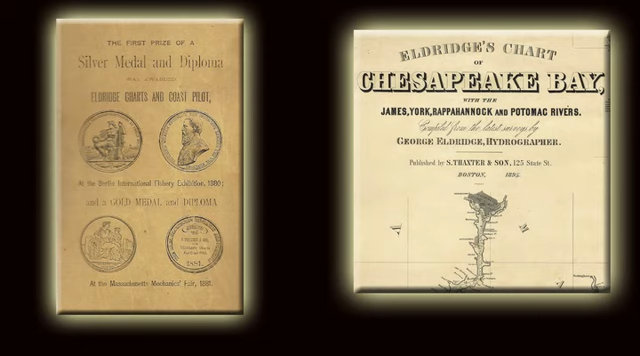 THE FIRST PRIZE OF A
Silver Medal and Diploma
WAS AWARDED
ELDRIDGE CHARTS AND COAST PILOT,
At the Berlin International Fishery Exhibition, 1880;
and a GOLD MEDAL and DIPLOMA
1881.
At the Massachusetts Mechanics' Fair, 1881.
ELDRIDGE'S CHART
OF
CHESAPEAKE BAY,
WITH THE
JAMES, YORK, RAPPAHANNOCK AND POTOMAC RIVERS.
Compiled from the latest surveys by
GEORGE ELDRIDGE, HYDROGRAPHER.
Published by S. THAXTER & SON, 125 State St.
BOSTON,
A M